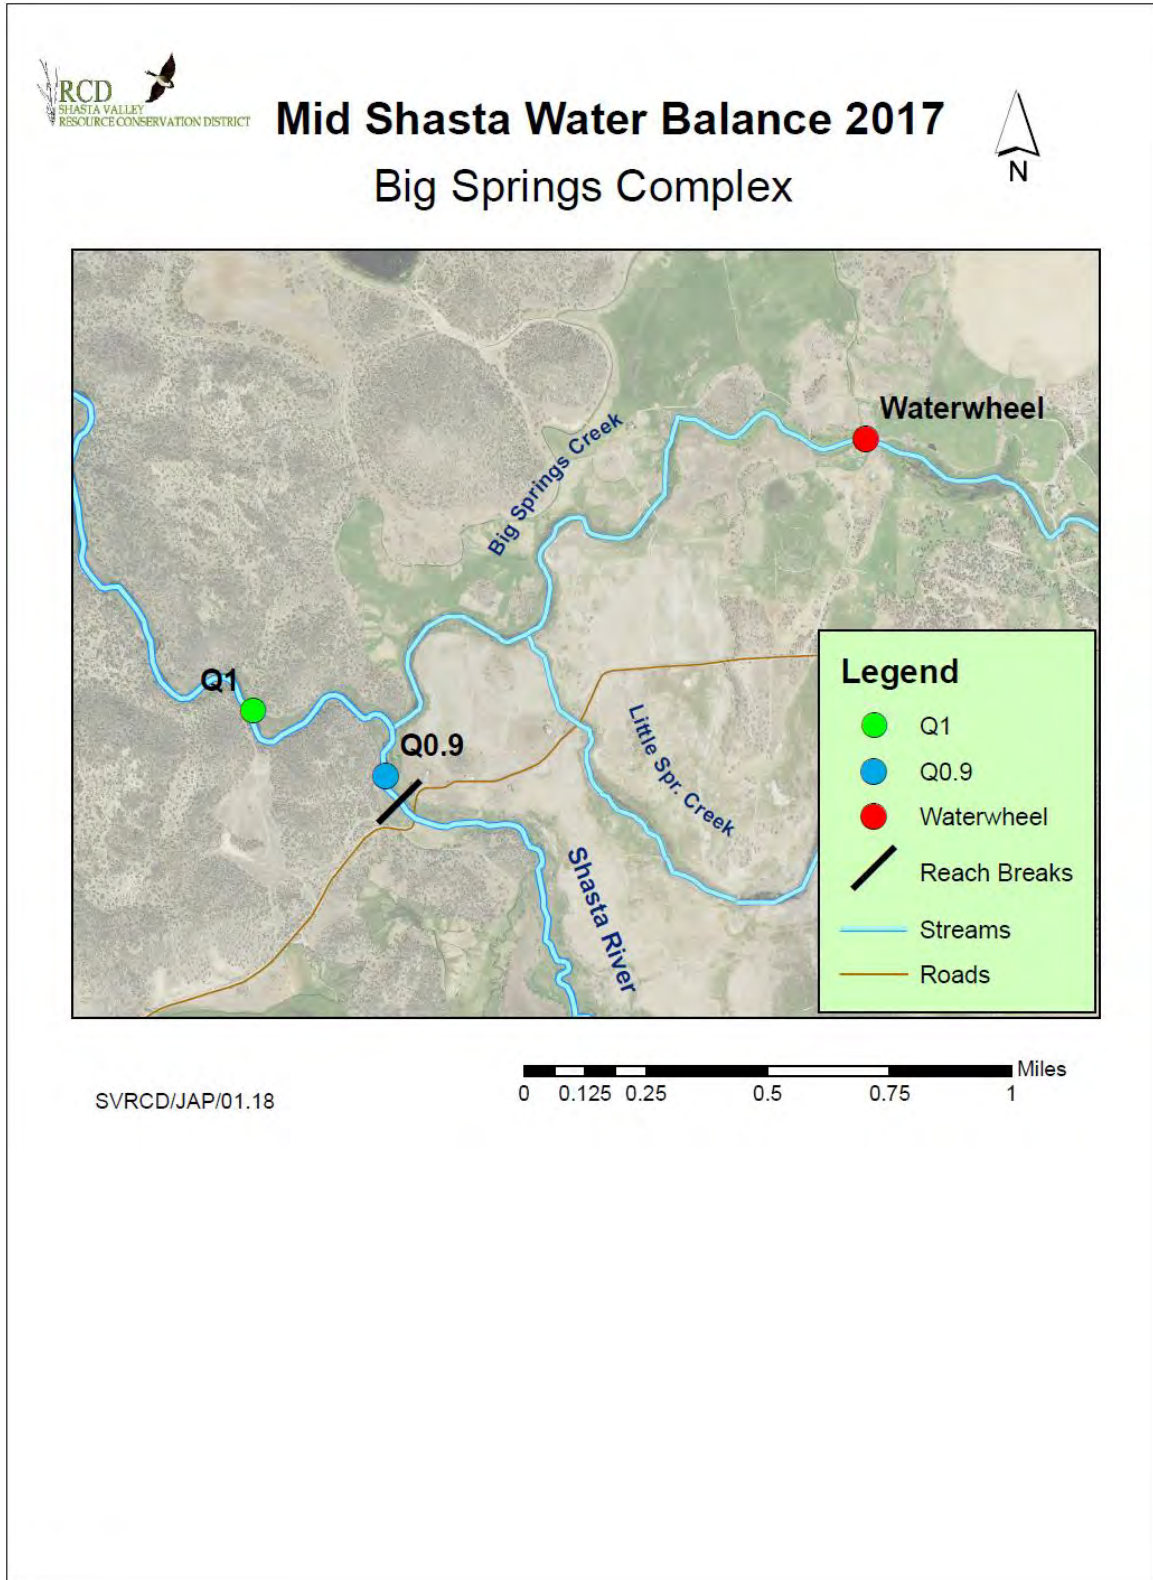 RCD
SHASTA VALLEY
RESOURCE CONSERVATION DISTRICT
Mid Shasta Water Balance 2017
Big Springs Complex
N
Waterwheel
Big Springs Creek
Q1
Q0.9
Little Spr. Creek
Shasta River
Legend
Q1
Q0.9
Waterwheel
Reach Breaks
Streams
Roads
Miles
0 0.125 0.25 0.5 0.75 1
SVRCD/JAP/01.18